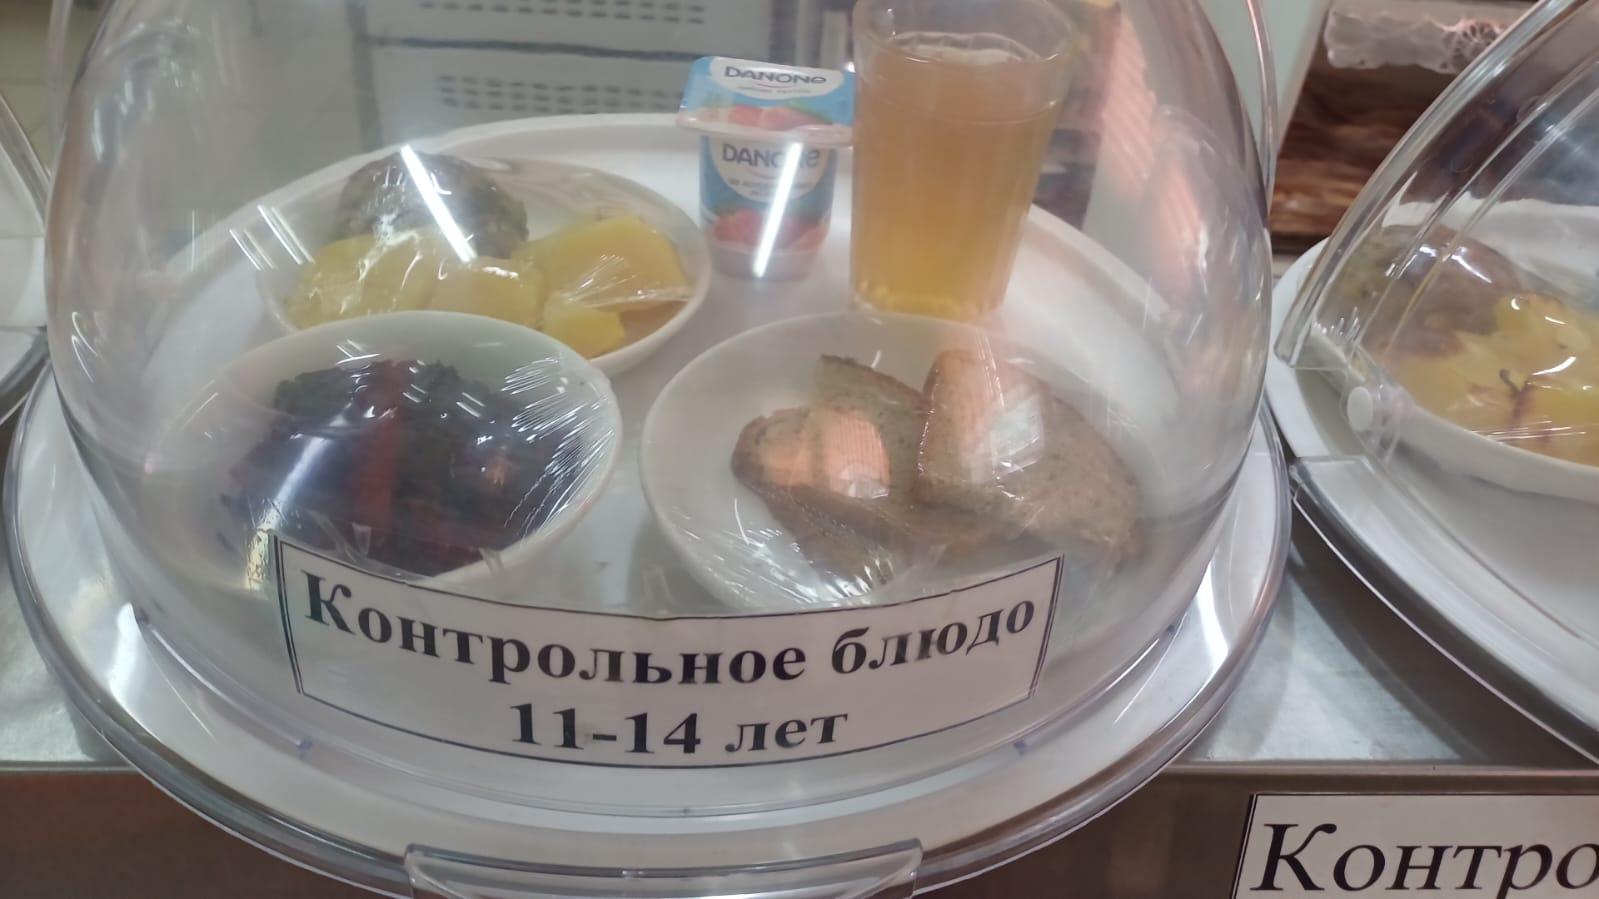 DANONE
DANONE
Контрольное блюдо
11-14 лет
Контро